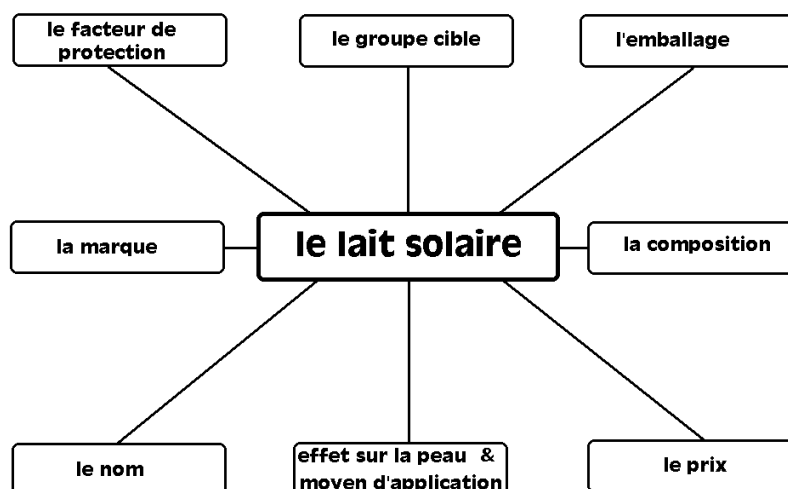 le facteur de
protection
le groupe cible
l'emballage
la marque
le lait solaire
la composition
le nom
effet sur la peau &
moyen d'application
le prix